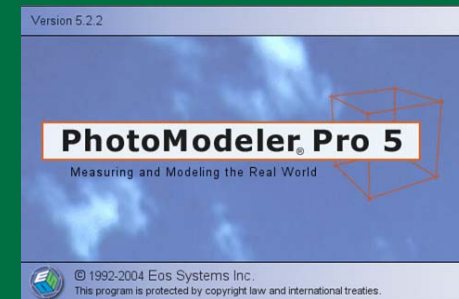 Version 5.2.2
PhotoModeler® Pro 5
Measuring and Modeling the Real World
© 1992-2004 Eos Systems Inc.
This program is protected by copyright law and international treaties.